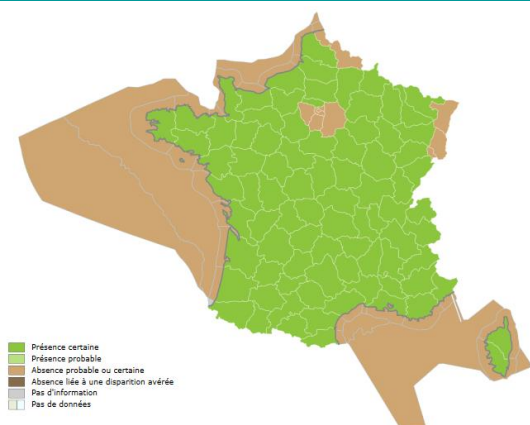 Présence certaine
Présence probable
Absence probable ou certaine
Absence liée à une disparition avérée
Pas d'information
Pas de données